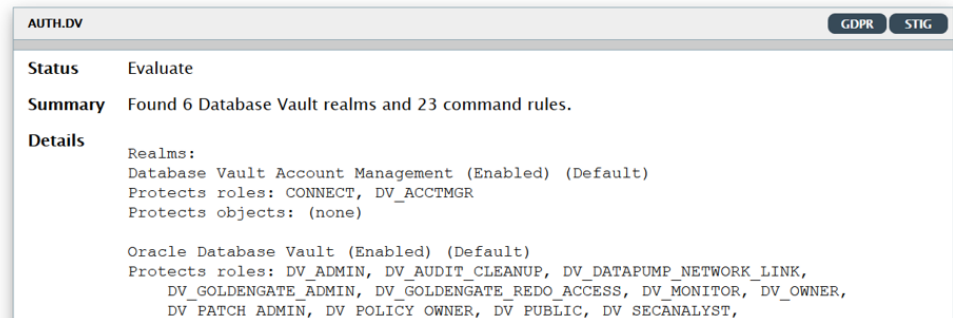 AUTH.DV GDPR STIG
Status Evaluate
Summary Found 6 Database Vault realms and 23 command rules.
Details
Realms:
Database Vault Account Management (Enabled) (Default)
Protects roles: CONNECT, DV_ACCTMGR
Protects objects: (none)
Oracle Database Vault (Enabled) (Default)
Protects roles: DV_ADMIN, DV_AUDIT_CLEANUP, DV_DATAPUMP_NETWORK_LINK,
DV_GOLDENGATE_ADMIN, DV_GOLDENGATE_REDO_ACCESS, DV_MONITOR, DV_OWNER,
DV_PATCH_ADMIN, DV_POLICY_OWNER, DV_PUBLIC, DV_SECANALYST,